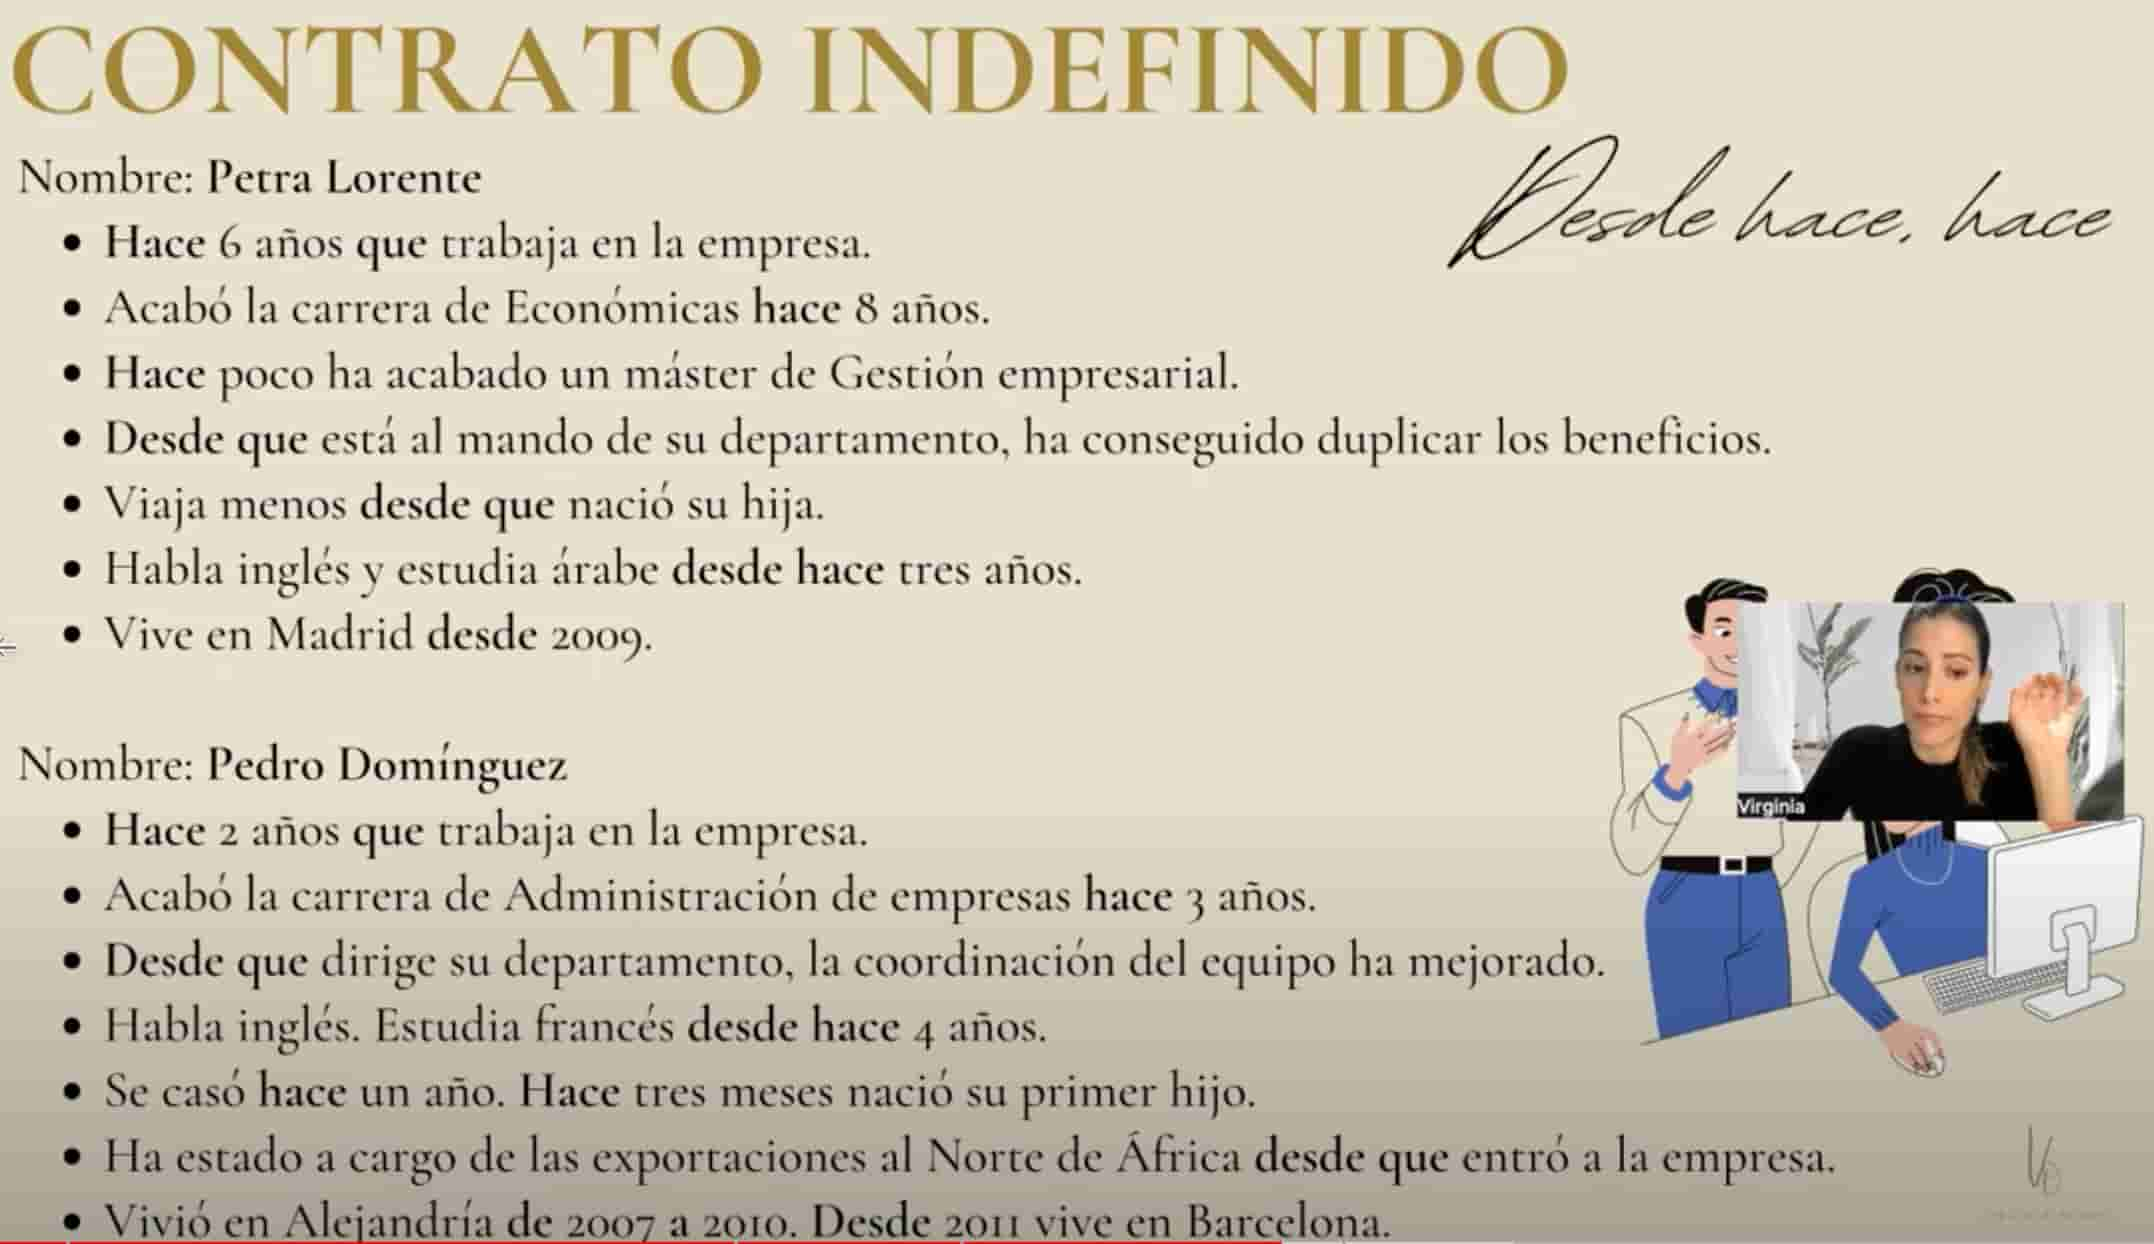 CONTRATO INDEFINIDO
Desde hace, hace
Nombre: Petra Lorente
• Hace 6 años que trabaja en la empresa.
• Acabó la carrera de Económicas hace 8 años.
• Hace poco ha acabado un máster de Gestión empresarial.
• Desde que está al mando de su departamento, ha conseguido duplicar los beneficios.
• Viaja menos desde que nació su hija.
• Habla inglés y estudia árabe desde hace tres años.
• Vive en Madrid desde 2009.
Nombre: Pedro Domínguez
• Hace 2 años que trabaja en la empresa.
• Acabó la carrera de Administración de empresas hace 3 años.
• Desde que dirige su departamento, la coordinación del equipo ha mejorado.
• Habla inglés. Estudia francés desde hace 4 años.
• Se casó hace un año. Hace tres meses nació su primer hijo.
• Ha estado a cargo de las exportaciones al Norte de África desde que entró a la empresa.
• Vivió en Alejandría de 2007 a 2010. Desde 2011 vive en Barcelona.
Virginia